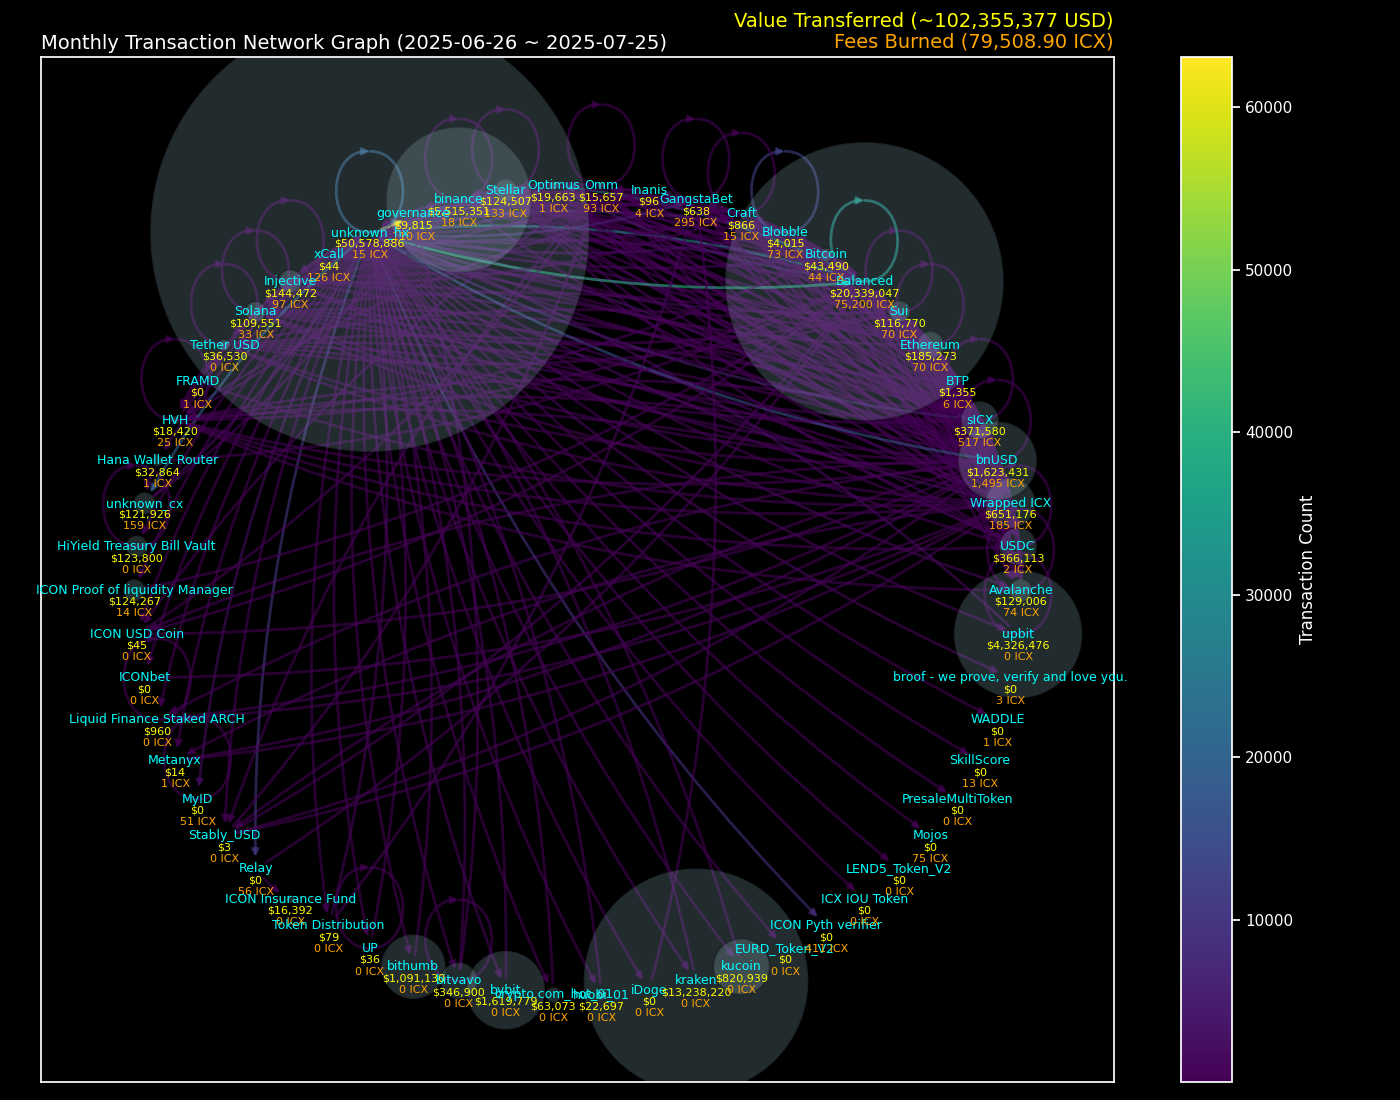 Value Transferred (~102,355,377 USD)
Monthly Transaction Network Graph (2025-06-26 ~ 2025-07-25)
Fees Burned (79,508.90 ICX)
Stellar
$124,507
133 ICX
Optimus
$19,663
1 ICX
Omm
$15,657
93 ICX
Inanis
$96
4 ICX
GangstaBet
$638
295 ICX
Craft
$866
15 ICX
Blobble
$4,015
73 ICX
Bitcoin
$43,490
44 ICX
Balanced
$20,339,047
75,200 ICX
Sui
$116,770
70 ICX
Ethereum
$185,273
70 ICX
BTP
$1,355
6 ICX
sICX
$371,580
517 ICX
bnUSD
$1,623,431
1,495 ICX
Wrapped ICX
$651,176
185 ICX
USDC
$366,113
2 ICX
Avalanche
$129,006
74 ICX
upbit
$4,326,476
0 ICX
broof - we prove, verify and love you.
$0
3 ICX
WADDLE
$0
1 ICX
SkillScore
$0
13 ICX
PresaleMultiToken
$0
0 ICX
Mojos
$0
75 ICX
LEND5_Token_V2
$0
0 ICX
ICX IOU Token
$0
0 ICX
ICON Pyth verifier
$0
ICX
EURD_Token_V2
$0
0 ICX
kucoin
$820,939
0 ICX
kraken
$13,238,220
0 ICX
iDoge
$0
0 ICX
huobi_01
$22,697
0 ICX
crypto.com_hot
$63,073
0 ICX
bybit
$1,619,779
0 ICX
bitvavo
$346,900
0 ICX
bithumb
$1,091,130
0 ICX
UP
$36
0 ICX
Token Distribution
$79
0 ICX
ICON Insurance Fund
$16,392
0 ICX
Relay
$0
56 ICX
Stably_USD
$3
0 ICX
MyID
$0
51 ICX
Metanyx
$14
1 ICX
Liquid Finance Staked ARCH
$960
0 ICX
ICONbet
$0
0 ICX
ICON USD Coin
$45
0 ICX
ICON Proof of liquidity Manager
$124,267
14 ICX
HiYield Treasury Bill Vault
$123,800
0 ICX
unknown_cx
$121,926
159 ICX
Hana Wallet Router
$32,864
1 ICX
HVH
$18,420
25 ICX
FRAMD
$0
1 ICX
Tether USD
$36,530
0 ICX
Solana
$109,551
33 ICX
Injective
$144,472
97 ICX
xCall
$44
126 ICX
unknown_hx
$50,578,886
15 ICX
governance
$9,815
ICX
binance
$5,515,351
18 ICX
60000
50000
40000
30000
20000
10000
Transaction Count